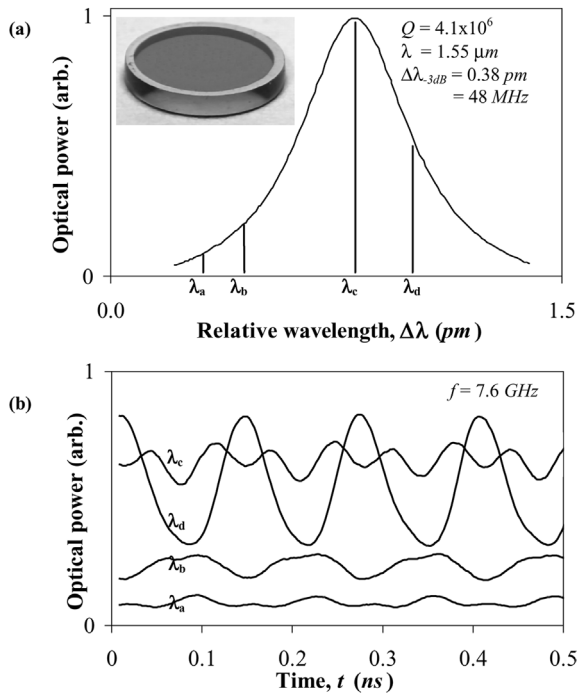 (a)
1
Optical power (arb.)
0
Q = 4.1x10⁶
λ = 1.55 μm
Δλ-3dB = 0.38 pm
= 48 MHz
λa λb λc λd
0.0 1.5
Relative wavelength, Δλ (pm)
(b)
1
Optical power (arb.)
0
f = 7.6 GHz
λc
λd
λb
λa
0 0.1 0.2 0.3 0.4 0.5
Time, t (ns)